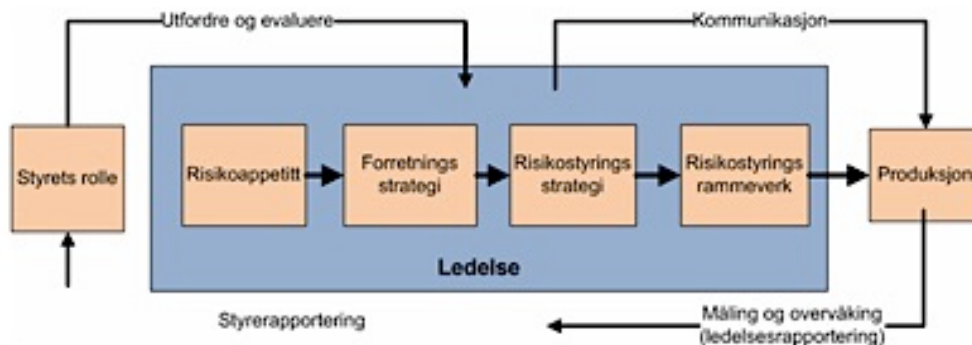 Utfordre og evaluere
Kommunikasjon
Styrets rolle
Risikoappetitt
Forretnings
strategi
Risikostyrings
strategi
Risikostyrings
rammeverk
Produksjon
Ledelse
Styrerapportering
Måling og overvåking
(ledelsesrapportering)